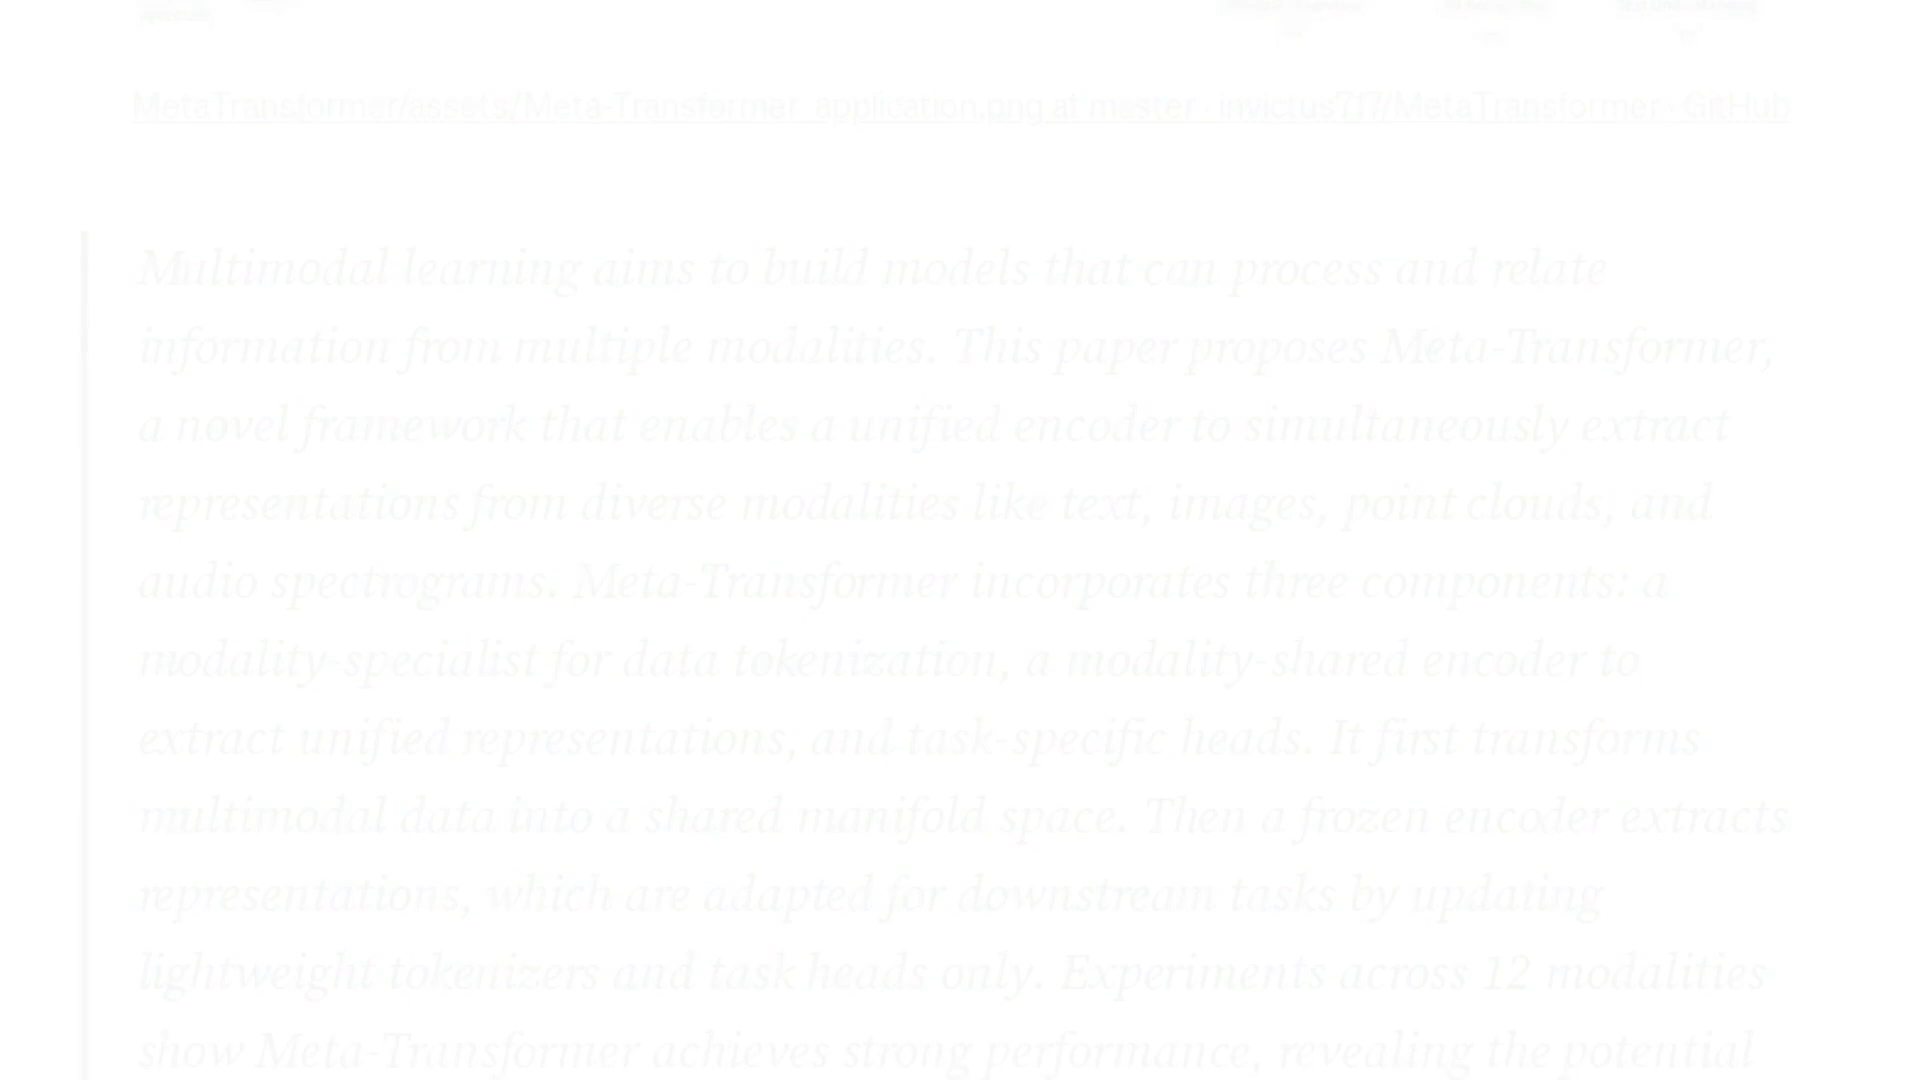 MetaTransformer/assets/Meta-Transformer_application.png at master · invictus717/MetaTransformer · GitHub
Multimodal learning aims to build models that can process and relate
information from multiple modalities. This paper proposes Meta-Transformer,
a novel framework that enables a unified encoder to simultaneously extract
representations from diverse modalities like text, images, point clouds, and
audio spectrograms. Meta-Transformer incorporates three components: a
modality-specialist for data tokenization, a modality-shared encoder to
extract unified representations, and task-specific heads. It first transforms
multimodal data into a shared manifold space. Then a frozen encoder extracts
representations, which are adapted for downstream tasks by updating
lightweight tokenizers and task heads only. Experiments across 12 modalities
show Meta-Transformer achieves strong performance, revealing the potential